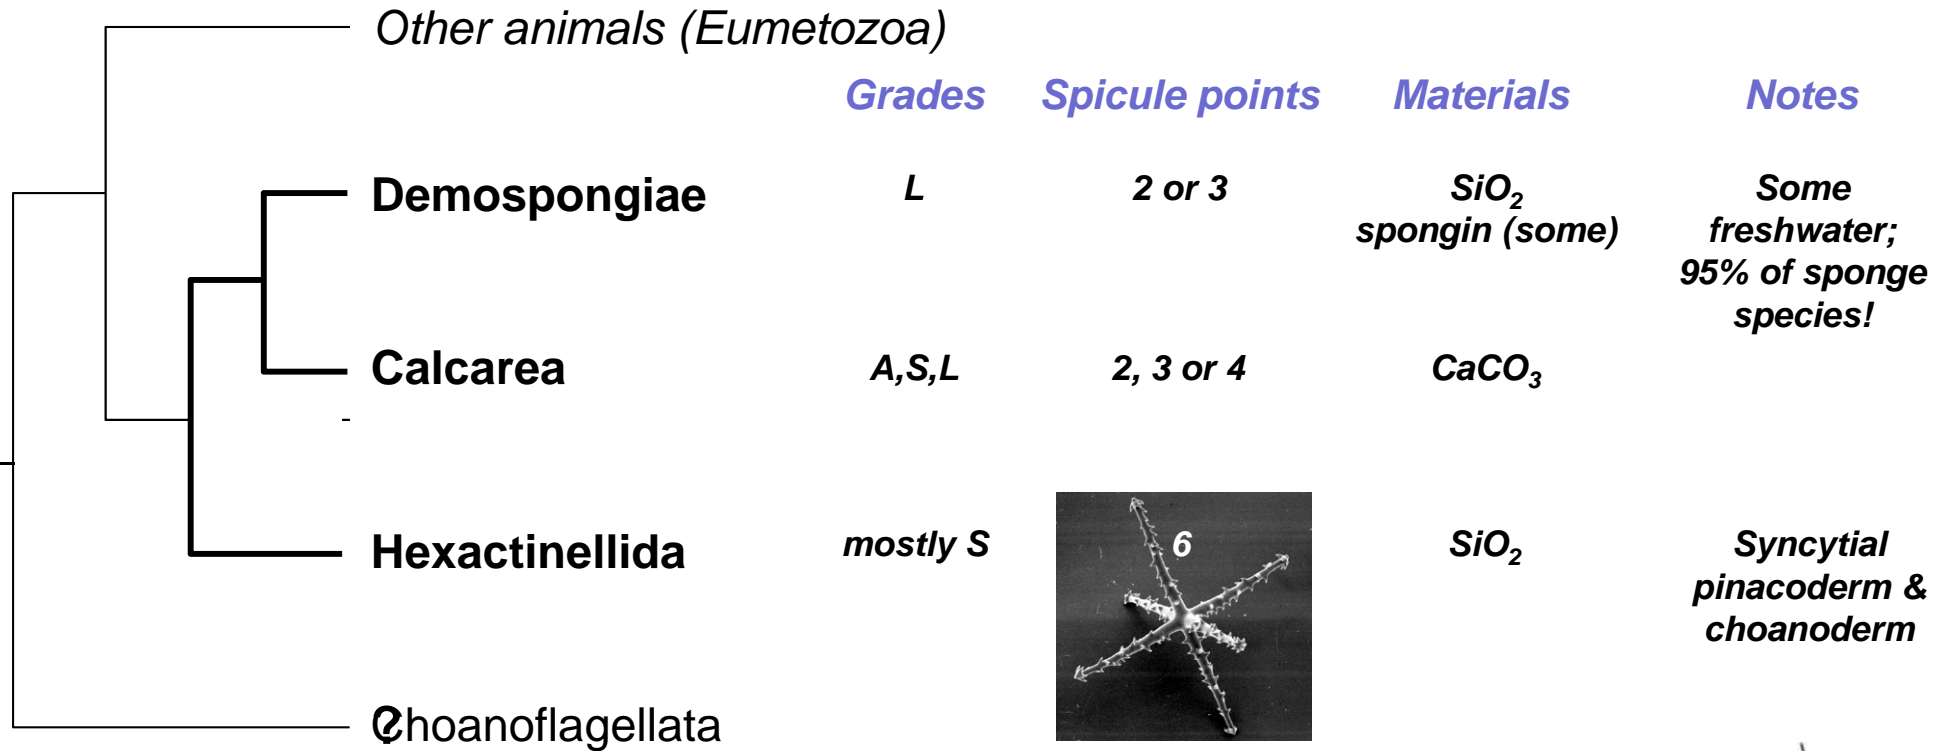 Other animals (Eumetozoa)
Grades Spicule points Materials Notes
Demospongiae L 2 or 3 SiO2 Some
spongin (some) freshwater;
95% of sponge
species!
Calcarea A,S,L 2, 3 or 4 CaCO3
Hexactinellida mostly S 6 SiO2 Syncytial
pinacoderm &
choanoderm
?
Choanoflagellata